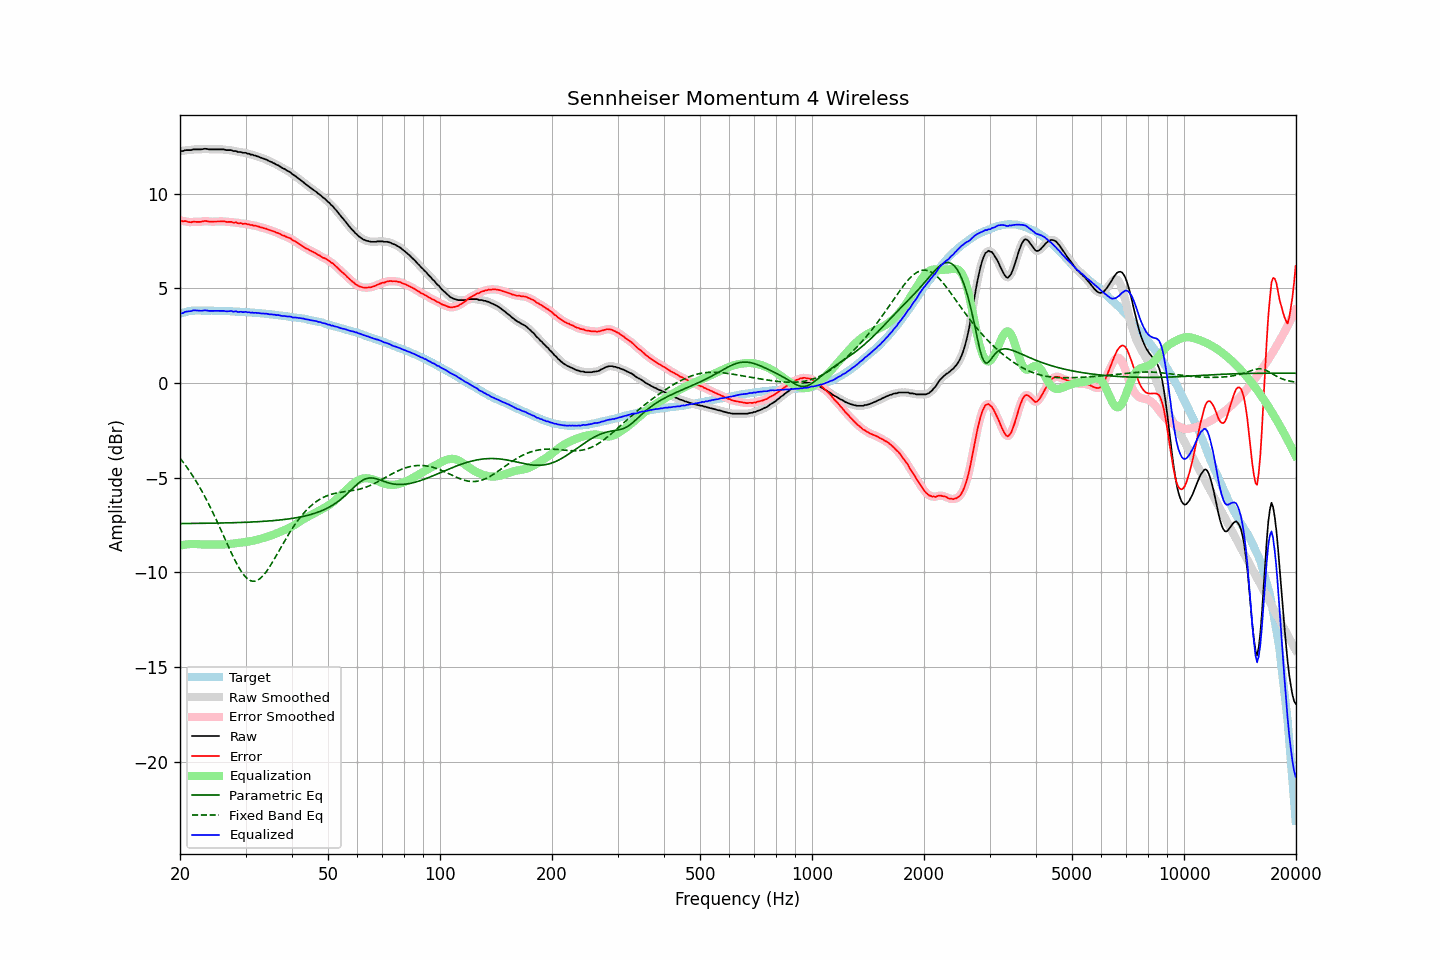 Sennheiser Momentum 4 Wireless
Amplitude (dBr)
10
5
0
−5
−10
−15
−20
Target
Raw Smoothed
Error Smoothed
Raw
Error
Equalization
Parametric Eq
Fixed Band Eq
Equalized
20 50 100 200 500 1000 2000 5000 10000 20000
Frequency (Hz)